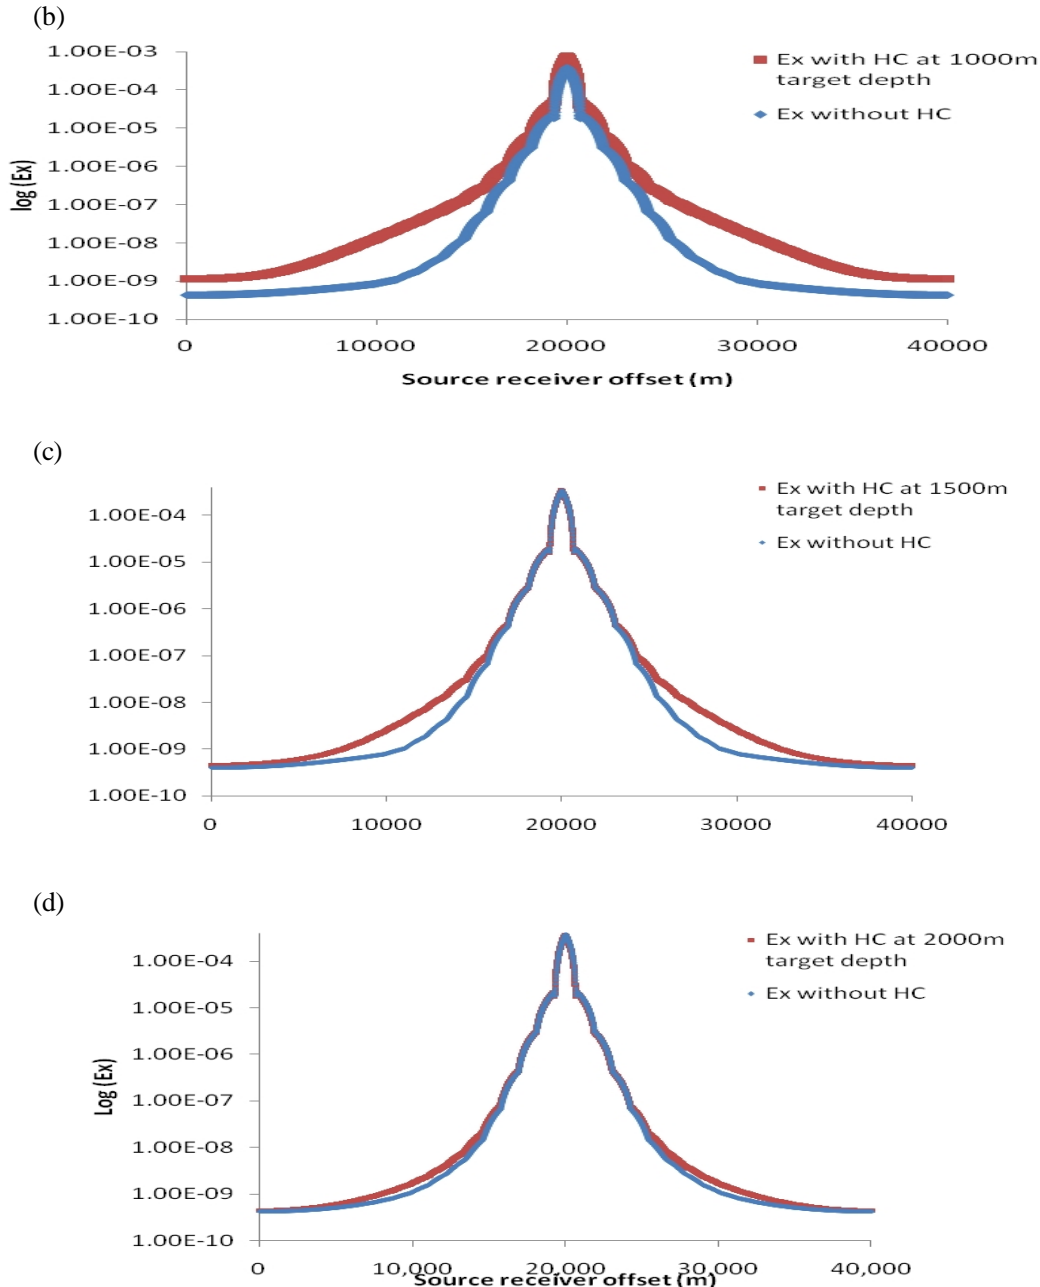 (b)
1.00E-03
1.00E-04
1.00E-05
1.00E-06
1.00E-07
1.00E-08
1.00E-09
1.00E-10
log (Ex)
0
10000
20000
30000
40000
Source receiver offset (m)
Ex with HC at 1000m
target depth
Ex without HC
(c)
1.00E-04
1.00E-05
1.00E-06
1.00E-07
1.00E-08
1.00E-09
1.00E-10
0
10000
20000
30000
40000
Ex with HC at 1500m
target depth
Ex without HC
(d)
1.00E-04
1.00E-05
1.00E-06
1.00E-07
1.00E-08
1.00E-09
1.00E-10
Log (Ex)
0
10,000
20,000
30,000
40,000
Source receiver offset (m)
Ex with HC at 2000m
target depth
Ex without HC